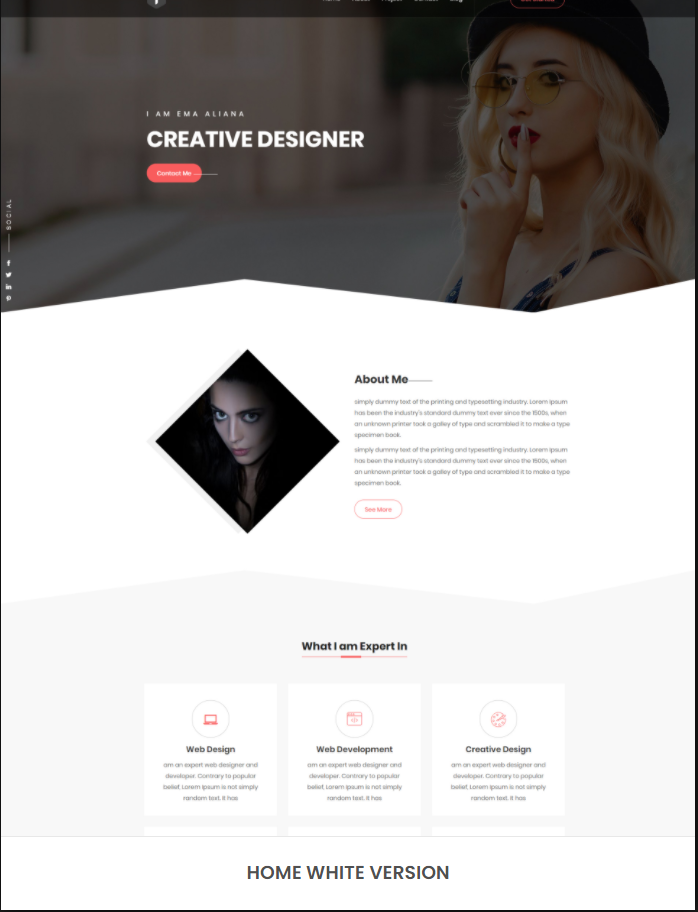 Home About Project Contact Blog
I AM EMA ALIANA
CREATIVE DESIGNER
Contact Me
SOCIAL
About Me
simply dummy text of the printing and typesetting industry. Lorem Ipsum
has been the industry's standard dummy text ever since the 1500s, when
an unknown printer took a galley of type and scrambled it to make a type
specimen book.
simply dummy text of the printing and typesetting industry. Lorem Ipsum
has been the industry's standard dummy text ever since the 1500s, when
an unknown printer took a galley of type and scrambled it to make a type
specimen book.
See More
What I am Expert In
Web Design
am an expert web designer and
developer. Contrary to popular
belief, Lorem Ipsum is not simply
random text. It has
Web Development
am an expert web designer and
developer. Contrary to popular
belief, Lorem Ipsum is not simply
random text. It has
Creative Design
am an expert web designer and
developer. Contrary to popular
belief, Lorem Ipsum is not simply
random text. It has
HOME WHITE VERSION